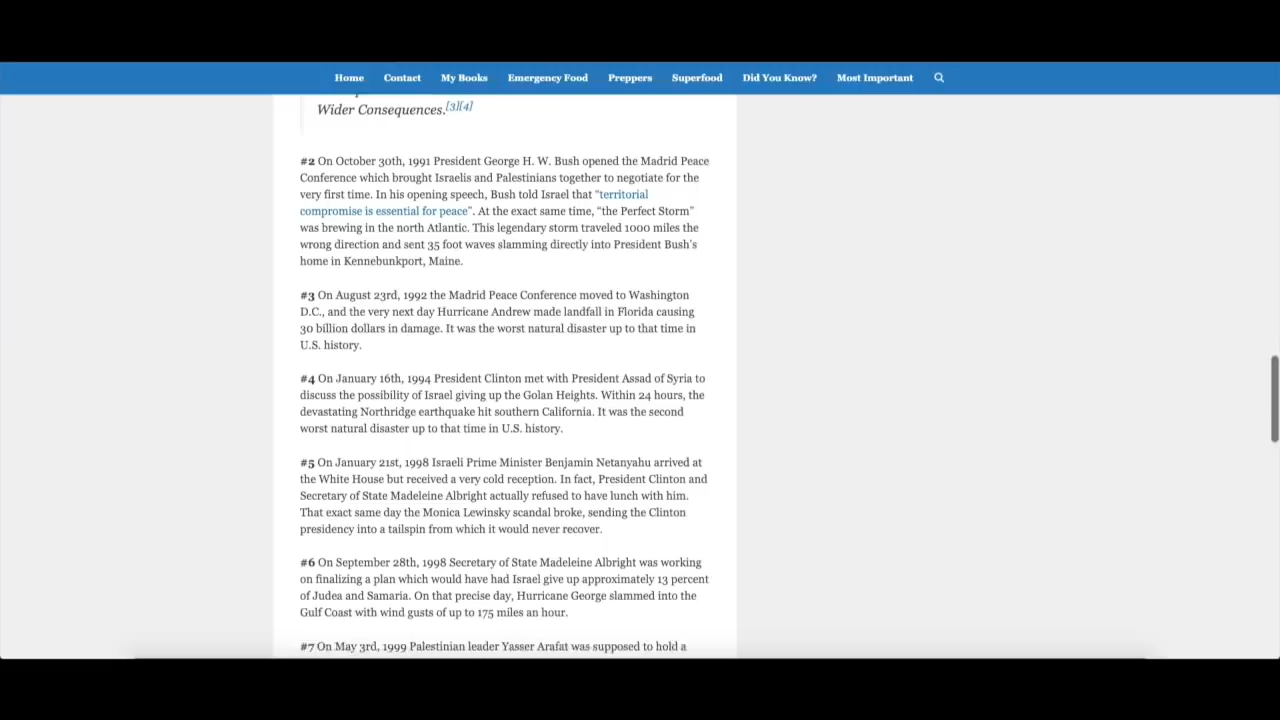 Home Contact My Books Emergency Food Preppers Superfood Did You Know? Most Important
Wider Consequences.[3][4]
#2 On October 30th, 1991 President George H. W. Bush opened the Madrid Peace
Conference which brought Israelis and Palestinians together to negotiate for the
very first time. In his opening speech, Bush told Israel that “territorial
compromise is essential for peace”. At the exact same time, “the Perfect Storm”
was brewing in the north Atlantic. This legendary storm traveled 1000 miles the
wrong direction and sent 35 foot waves slamming directly into President Bush’s
home in Kennebunkport, Maine.
#3 On August 23rd, 1992 the Madrid Peace Conference moved to Washington
D.C., and the very next day Hurricane Andrew made landfall in Florida causing
30 billion dollars in damage. It was the worst natural disaster up to that time in
U.S. history.
#4 On January 16th, 1994 President Clinton met with President Assad of Syria to
discuss the possibility of Israel giving up the Golan Heights. Within 24 hours, the
devastating Northridge earthquake hit southern California. It was the second
worst natural disaster up to that time in U.S. history.
#5 On January 21st, 1998 Israeli Prime Minister Benjamin Netanyahu arrived at
the White House but received a very cold reception. In fact, President Clinton and
Secretary of State Madeleine Albright actually refused to have lunch with him.
That exact same day the Monica Lewinsky scandal broke, sending the Clinton
presidency into a tailspin from which it would never recover.
#6 On September 28th, 1998 Secretary of State Madeleine Albright was working
on finalizing a plan which would have had Israel give up approximately 13 percent
of Judea and Samaria. On that precise day, Hurricane George slammed into the
Gulf Coast with wind gusts of up to 175 miles an hour.
#7 On May 3rd, 1999 Palestinian leader Yasser Arafat was supposed to hold a